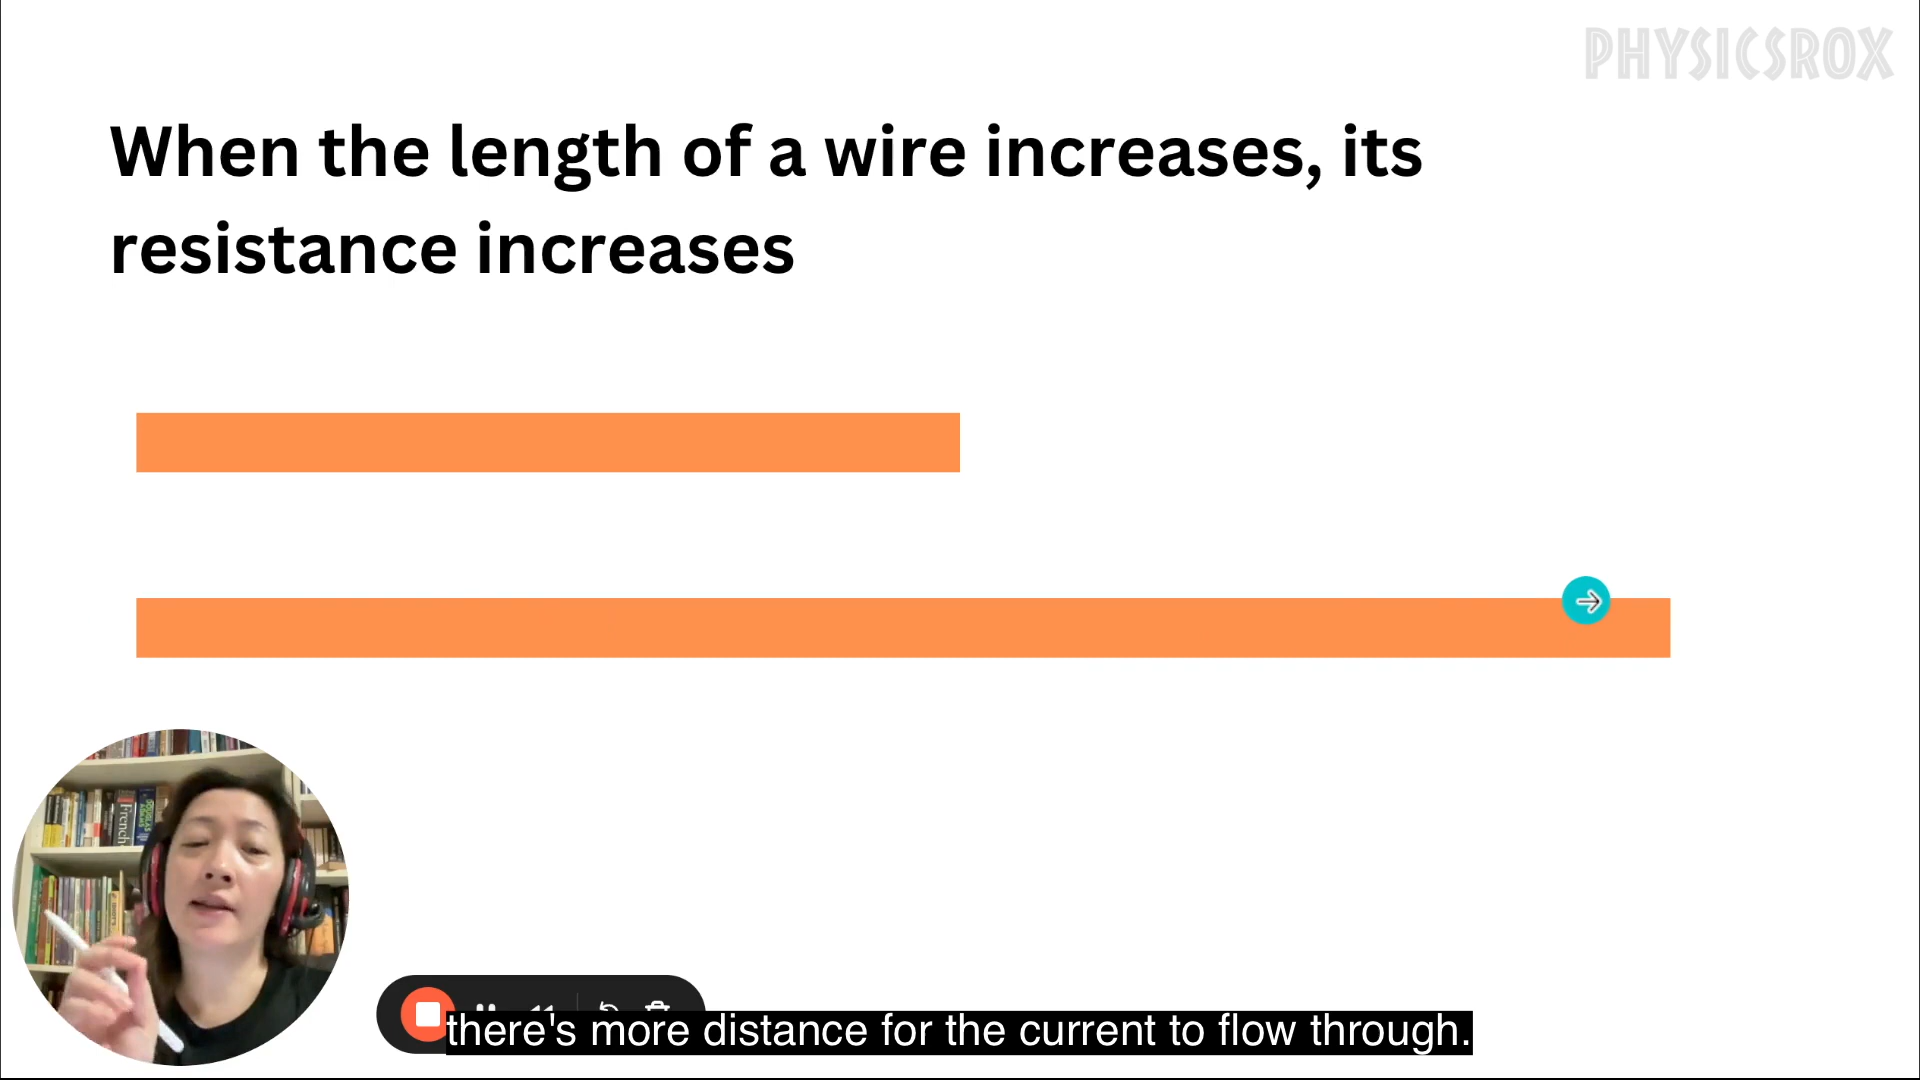 PHYSICSROX
When the length of a wire increases, its
resistance increases
French
there's more distance for the current to flow through.